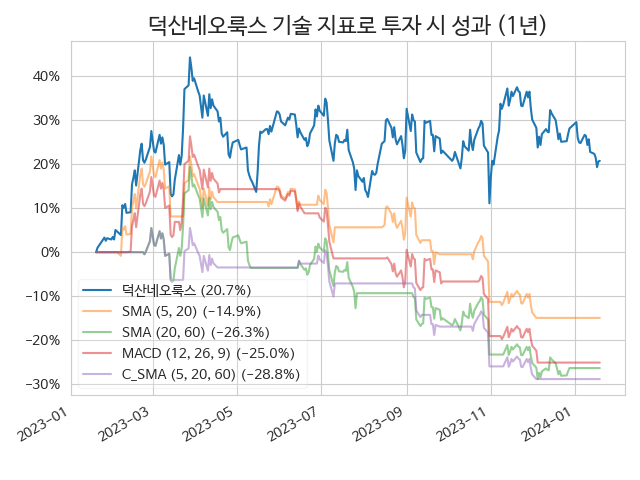 덕산네오룩스 기술 지표로 투자 시 성과 (1년)
40%
30%
20%
10%
0%
−10%
−20%
−30%
덕산네오룩스 (20.7%)
SMA (5, 20) (−14.9%)
SMA (20, 60) (−26.3%)
MACD (12, 26, 9) (−25.0%)
C_SMA (5, 20, 60) (−28.8%)
2023−01
2023−03
2023−05
2023−07
2023−09
2023−11
2024−01